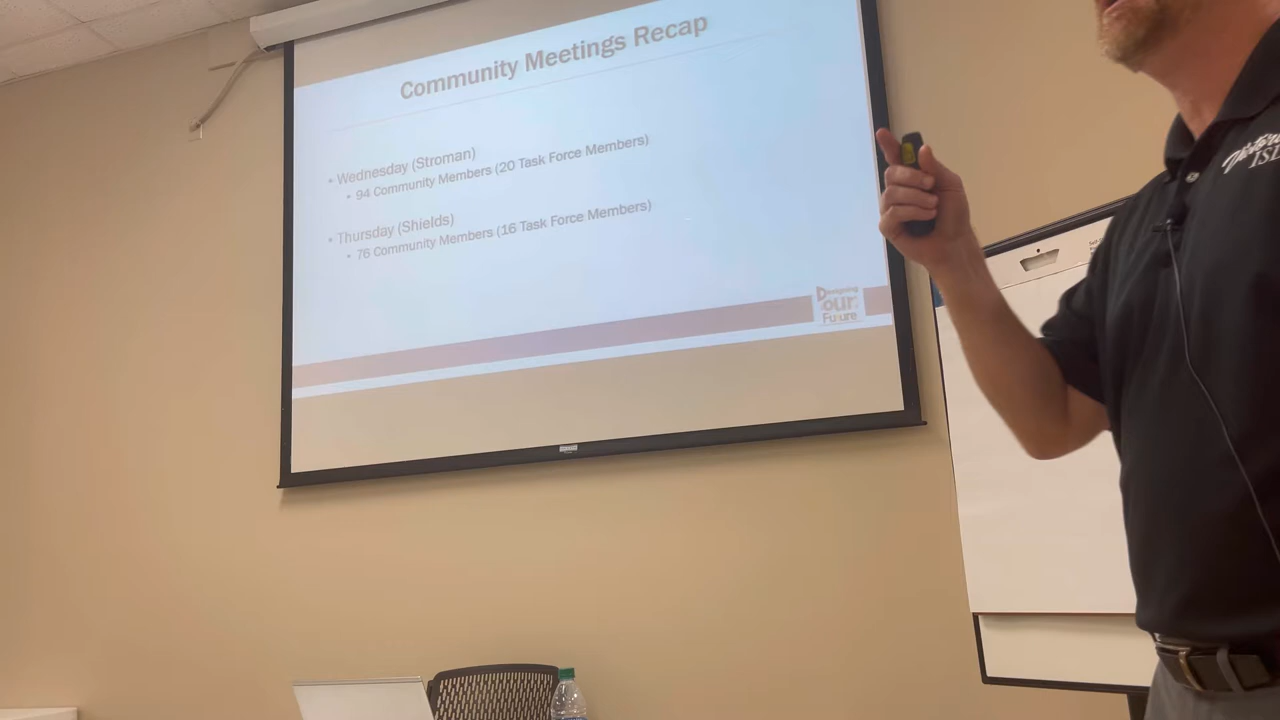 Community Meetings Recap
• Wednesday (Stroman)
• 94 Community Members (20 Task Force Members)
• Thursday (Shields)
• 76 Community Members (16 Task Force Members)
Designing
our
Future